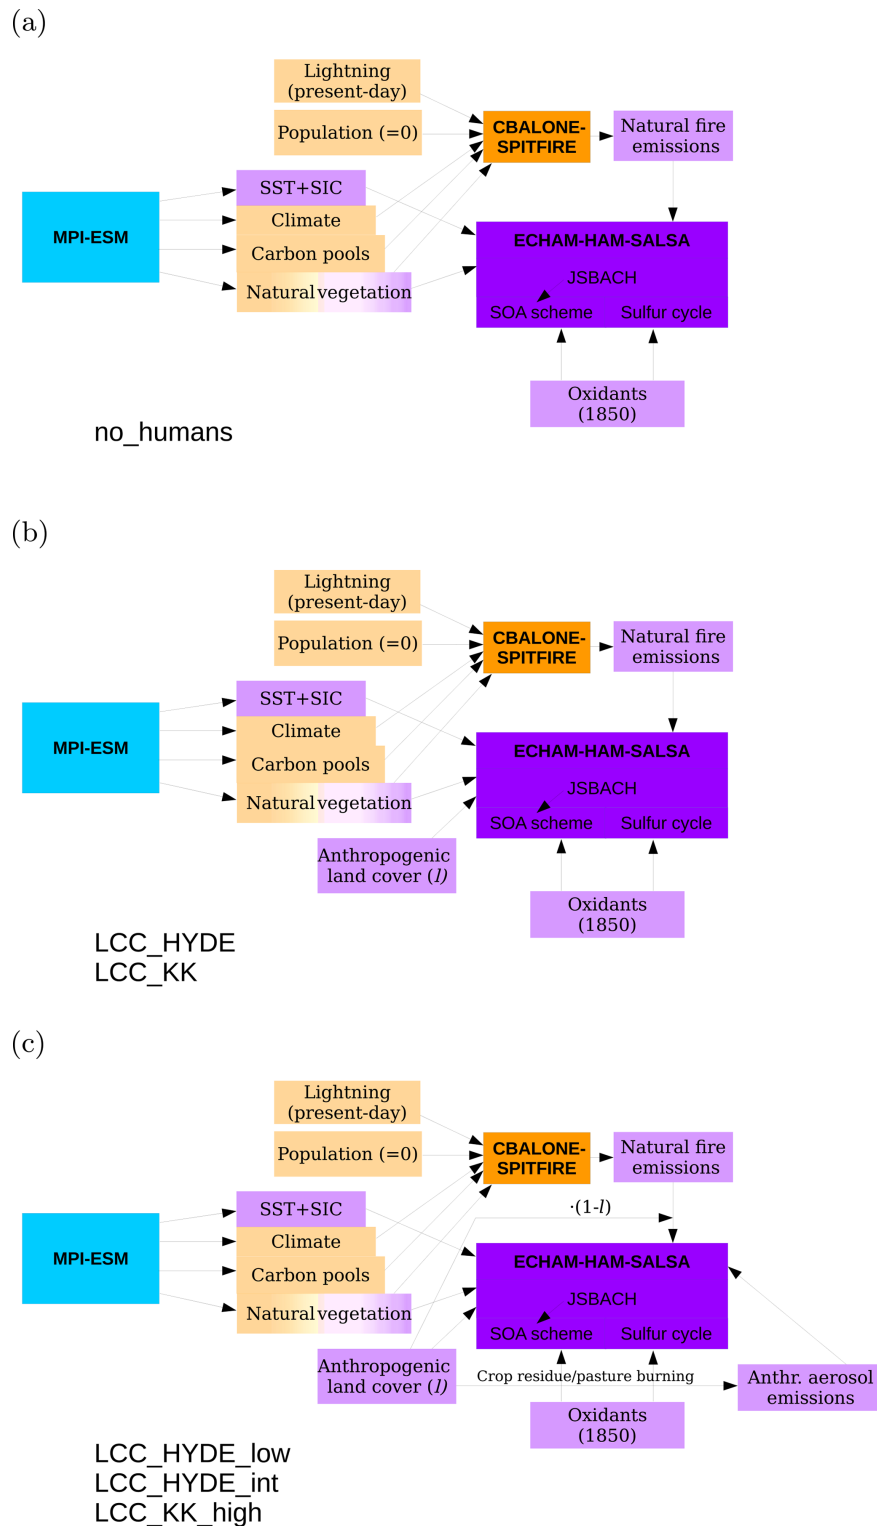 (a)
Lightning
(present-day)
Population (=0)
CBALONE-
SPITFIRE
Natural fire
emissions
MPI-ESM
SST+SIC
Climate
Carbon pools
Natural vegetation
ECHAM-HAM-SALSA
JSBACH
SOA scheme
Sulfur cycle
Oxidants
(1850)
no_humans
(b)
Lightning
(present-day)
Population (=0)
CBALONE-
SPITFIRE
Natural fire
emissions
MPI-ESM
SST+SIC
Climate
Carbon pools
Natural vegetation
Anthropogenic
land cover (l)
ECHAM-HAM-SALSA
JSBACH
SOA scheme
Sulfur cycle
Oxidants
(1850)
LCC_HYDE
LCC_KK
(c)
Lightning
(present-day)
Population (=0)
CBALONE-
SPITFIRE
Natural fire
emissions
MPI-ESM
SST+SIC
Climate
Carbon pools
Natural vegetation
·(1-l)
ECHAM-HAM-SALSA
JSBACH
SOA scheme
Sulfur cycle
Anthropogenic
land cover (l)
Crop residue/pasture burning
Anthr. aerosol
emissions
Oxidants
(1850)
LCC_HYDE_low
LCC_HYDE_int
LCC_KK_high